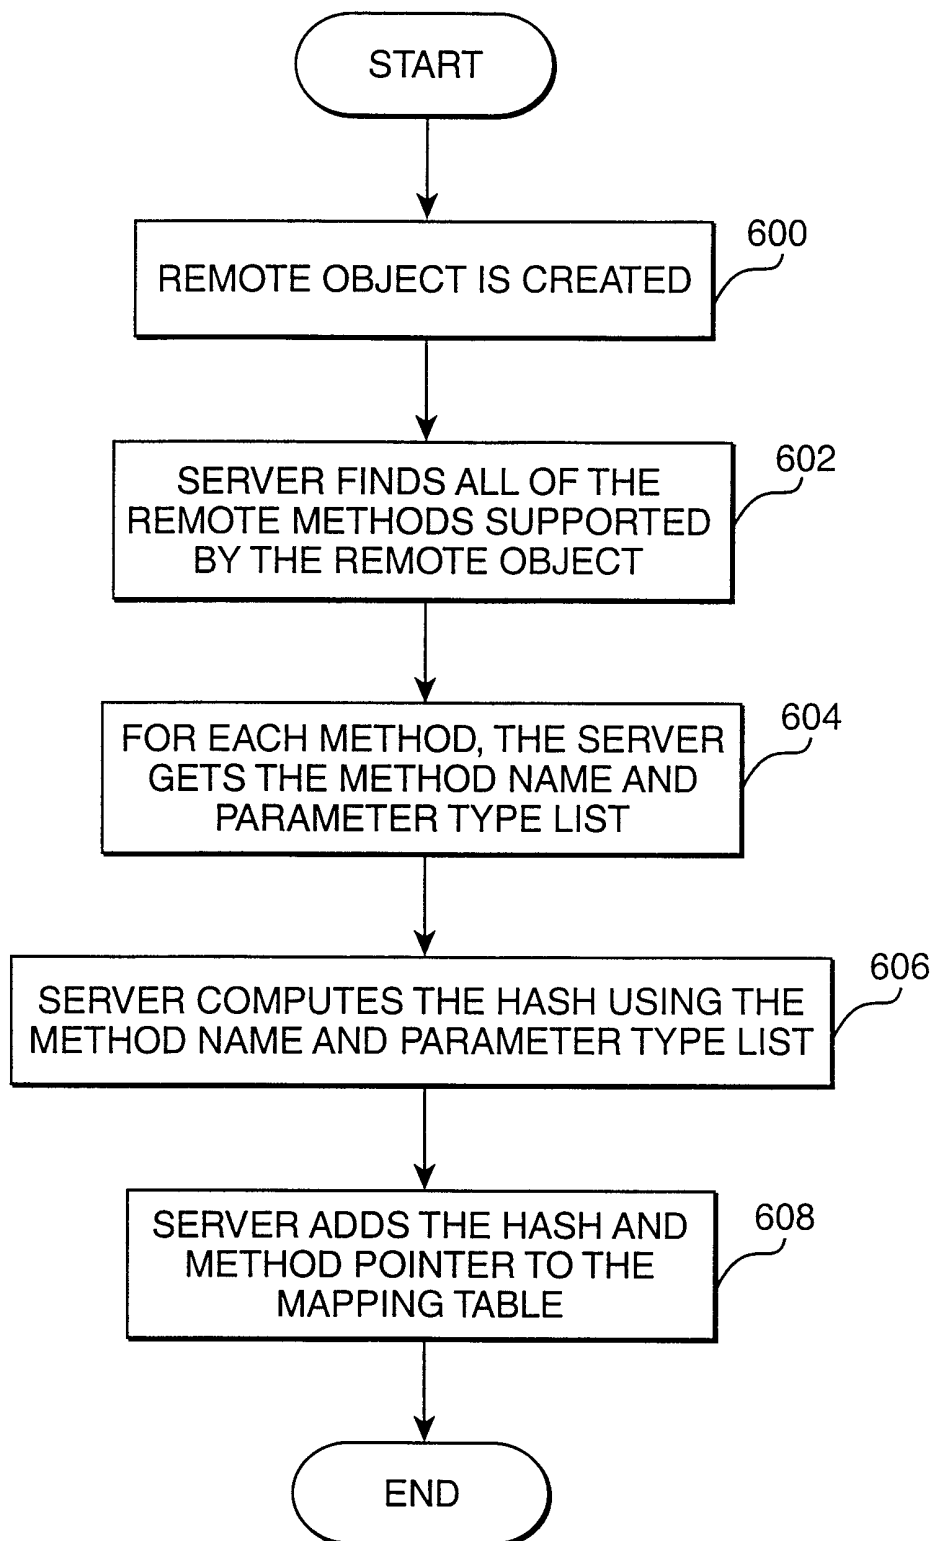 START
600
REMOTE OBJECT IS CREATED
602
SERVER FINDS ALL OF THE
REMOTE METHODS SUPPORTED
BY THE REMOTE OBJECT
604
FOR EACH METHOD, THE SERVER
GETS THE METHOD NAME AND
PARAMETER TYPE LIST
606
SERVER COMPUTES THE HASH USING THE
METHOD NAME AND PARAMETER TYPE LIST
608
SERVER ADDS THE HASH AND
METHOD POINTER TO THE
MAPPING TABLE
END